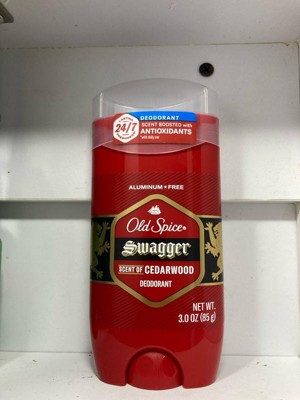 DEODORANT
24/7
SCENT BOOSTED with
ANTIOXIDANTS
ALUMINUM★FREE
Old Spice
Swagger
SCENT OF CEDARWOOD
DEODORANT
NET WT.
3.0 OZ (85 g)